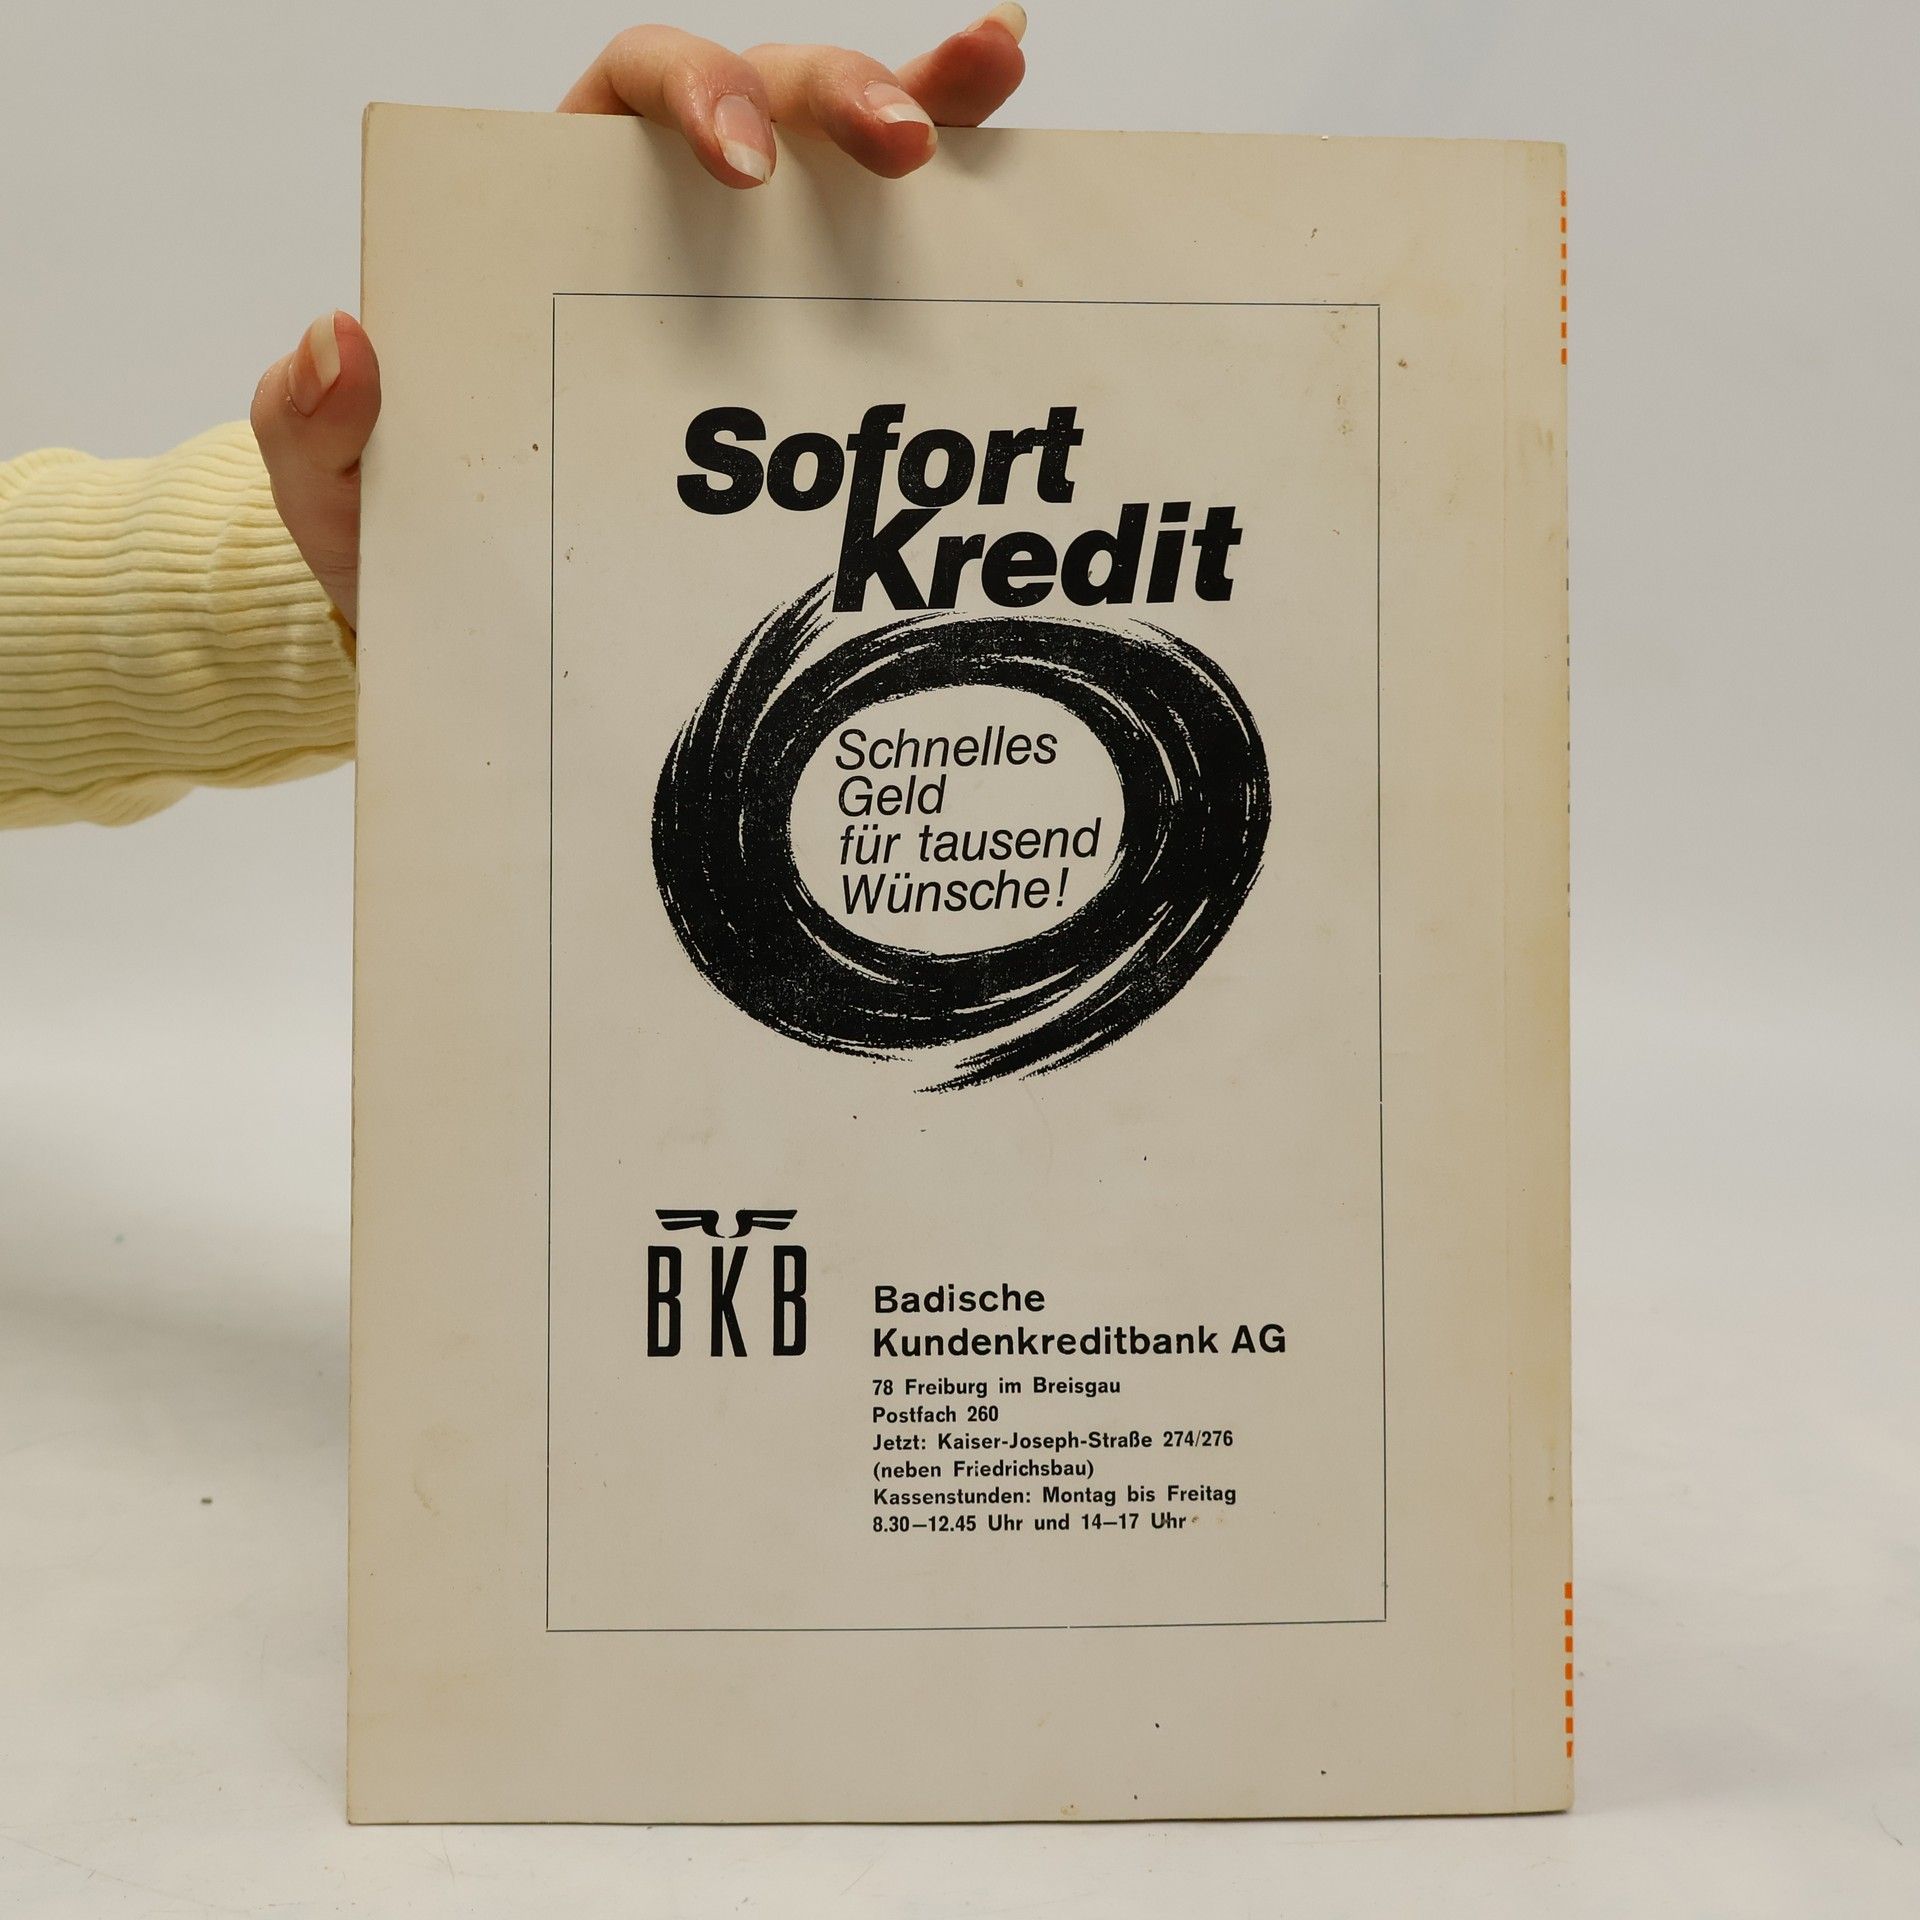 Sofort
Kredit
Schnelles
Geld
für tausend
Wünsche!
BKB
Badische
Kundenkreditbank AG
78 Freiburg im Breisgau
Postfach 260
Jetzt: Kaiser-Joseph-Straße 274/276
(neben Friedrichsbau)
Kassenstunden: Montag bis Freitag
8.30—12.45 Uhr und 14—17 Uhr